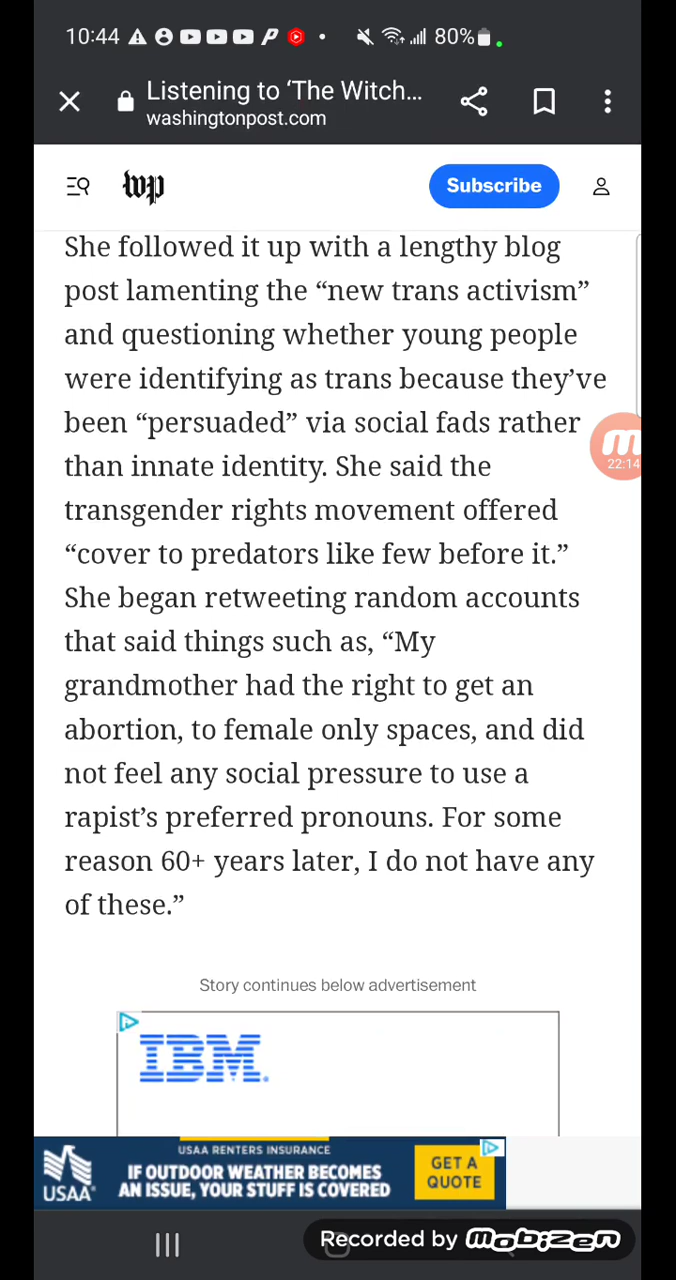 10:44 80%
Listening to ‘The Witch...
washingtonpost.com
wp
Subscribe
She followed it up with a lengthy blog
post lamenting the “new trans activism”
and questioning whether young people
were identifying as trans because they’ve
been “persuaded” via social fads rather
than innate identity. She said the
transgender rights movement offered
“cover to predators like few before it.”
She began retweeting random accounts
that said things such as, “My
grandmother had the right to get an
abortion, to female only spaces, and did
not feel any social pressure to use a
rapist’s preferred pronouns. For some
reason 60+ years later, I do not have any
of these.”
22:14
Story continues below advertisement
IBM
USAA
USAA RENTERS INSURANCE
IF OUTDOOR WEATHER BECOMES
AN ISSUE, YOUR STUFF IS COVERED
GET A
QUOTE
Recorded by mobizen